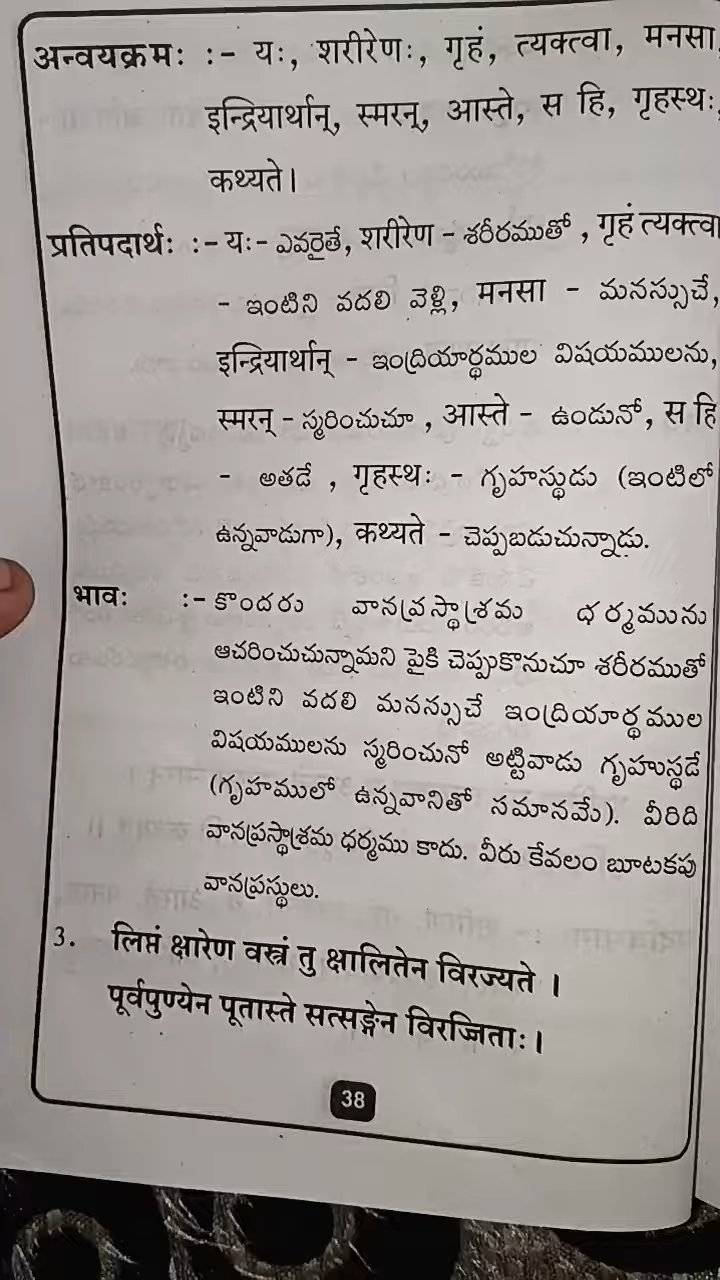 अन्वयक्रमः :- यः, शरीरेणः, गृहं, त्यक्त्वा, मनसा,
इन्द्रियार्थान्, स्मरन्, आस्ते, स हि, गृहस्थः,
कथ्यते।
प्रतिपदार्थः :- यः- ఎవరైతే, शरीरेण - శరీరముతో , गृहं त्यक्त्वा
- ఇంటిని వదలి వెళ్లి, मनसा - మనస్సుచే,
इन्द्रियार्थान् - ఇంద్రియార్థముల విషయములను,
स्मरन् - స్మరించుచూ , आस्ते - ఉండునో, स हि
- అతడే , गृहस्थः - గృహస్థుడు (ఇంటిలో
ఉన్నవాడుగా), कथ्यते - చెప్పబడుచున్నాడు.
भावः :- కొందరు వానప్రస్థాశ్రమ ధర్మమును
ఆచరించుచున్నామని పైకి చెప్పుకొనుచూ శరీరముతో
ఇంటిని వదలి మనస్సుచే ఇంద్రియార్థముల
విషయములను స్మరించునో అట్టివాడు గృహస్థడే
(గృహములో ఉన్నవానితో సమానమే). వీరిది
వానప్రస్థాశ్రమ ధర్మము కాదు. వీరు కేవలం బూటకపు
వానప్రస్థులు.
3. लिप्तं क्षारेण वस्त्रं तु क्षालितेन विरज्यते ।
पूर्वपुण्येन पूतास्ते सत्सङ्गेन विरज्जिताः।
38